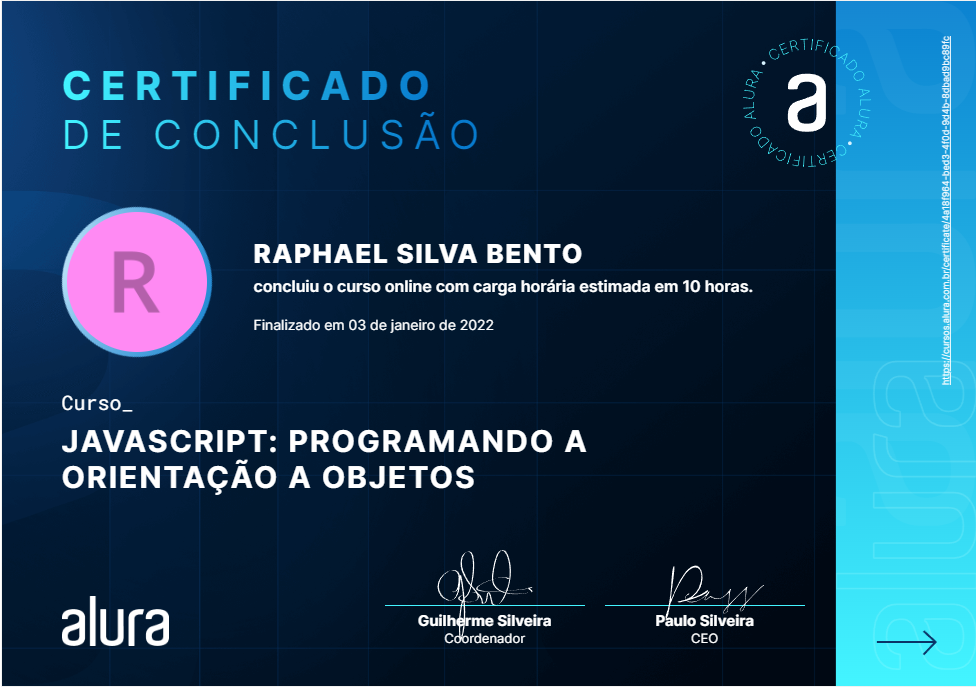 CERTIFICADO
DE CONCLUSÃO
CERTIFICADO ALURA • CERTIFICADO ALURA •
a
R
RAPHAEL SILVA BENTO
concluiu o curso online com carga horária estimada em 10 horas.
Finalizado em 03 de janeiro de 2022
Curso_
JAVASCRIPT: PROGRAMANDO A
ORIENTAÇÃO A OBJETOS
alura
Guilherme Silveira
Coordenador
Paulo Silveira
CEO
https://cursos.alura.com.br/certificate/4a18f964-bed3-4f0d-9d4b-8dbad9bc89fc
alura